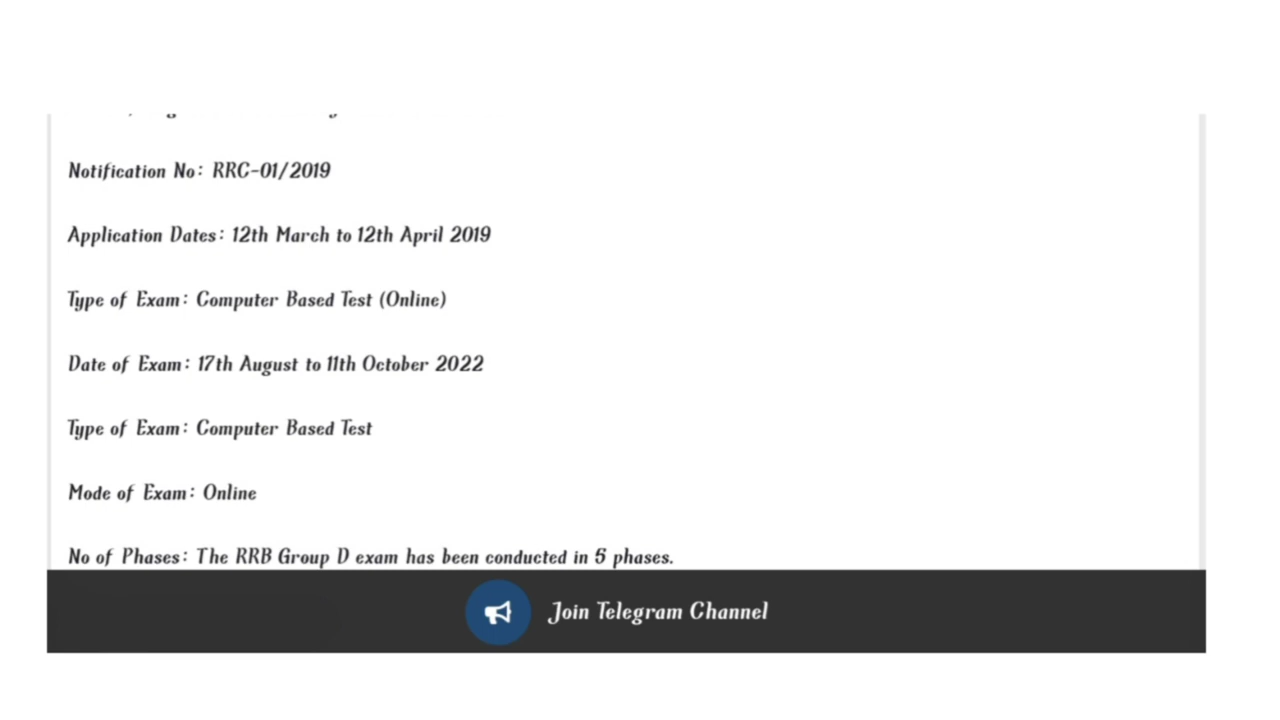 Notification No: RRC-01/2019
Application Dates: 12th March to 12th April 2019
Type of Exam: Computer Based Test (Online)
Date of Exam: 17th August to 11th October 2022
Type of Exam: Computer Based Test
Mode of Exam: Online
No of Phases: The RRB Group D exam has been conducted in 5 phases.
Join Telegram Channel